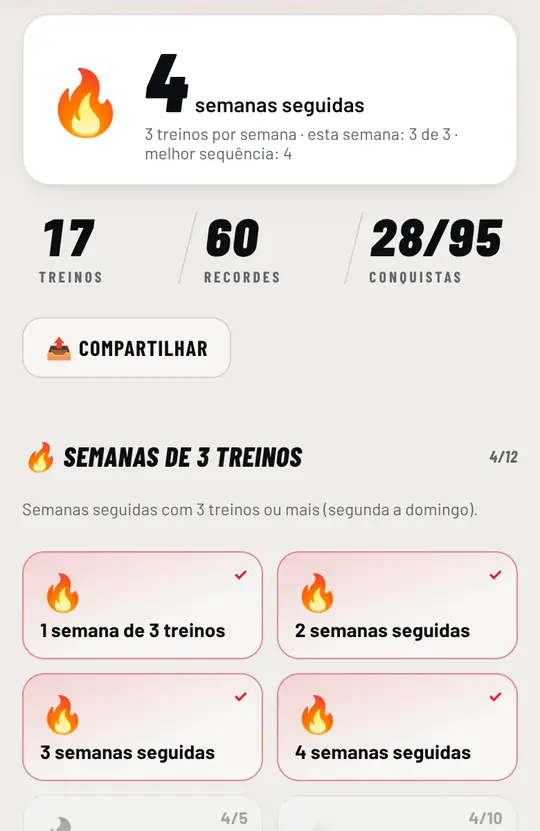 4 semanas seguidas
3 treinos por semana · esta semana: 3 de 3 ·
melhor sequência: 4
17 60 28/95
TREINOS RECORDES CONQUISTAS
COMPARTILHAR
SEMANAS DE 3 TREINOS 4/12
Semanas seguidas com 3 treinos ou mais (segunda a domingo).
1 semana de 3 treinos 2 semanas seguidas
3 semanas seguidas 4 semanas seguidas
4/5 4/10